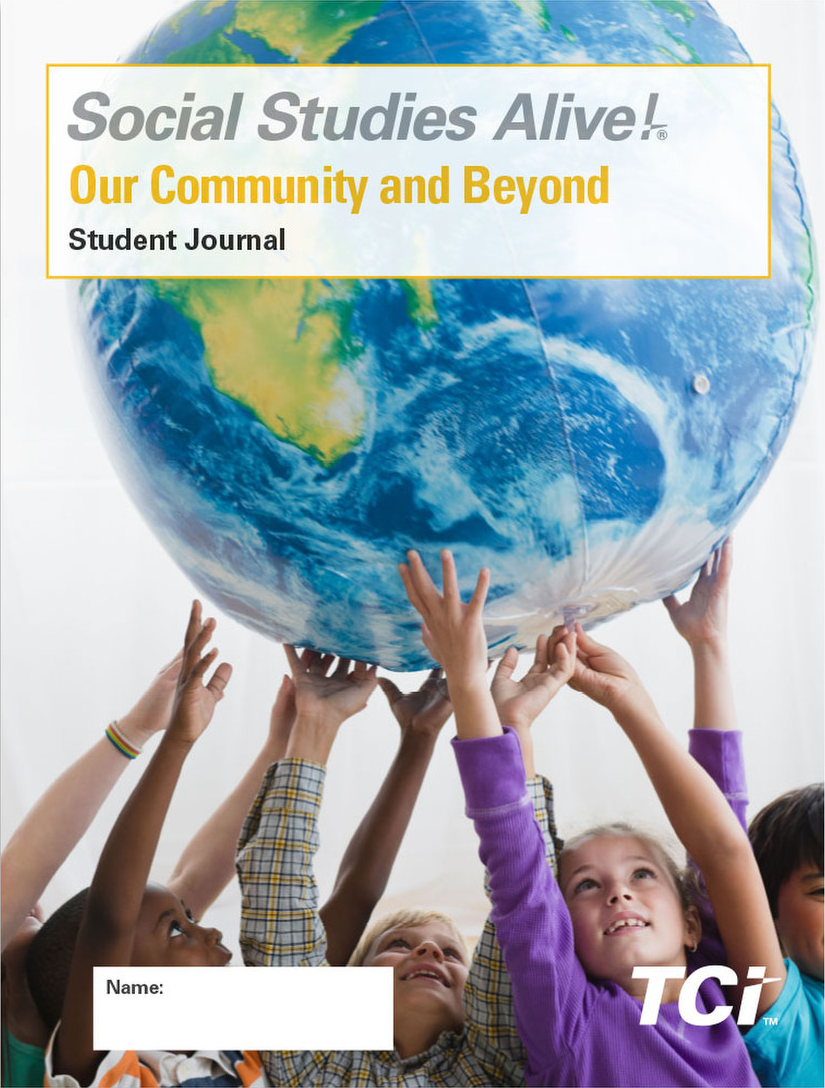 Social Studies Alive!®
Our Community and Beyond
Student Journal
Name:
TCi™